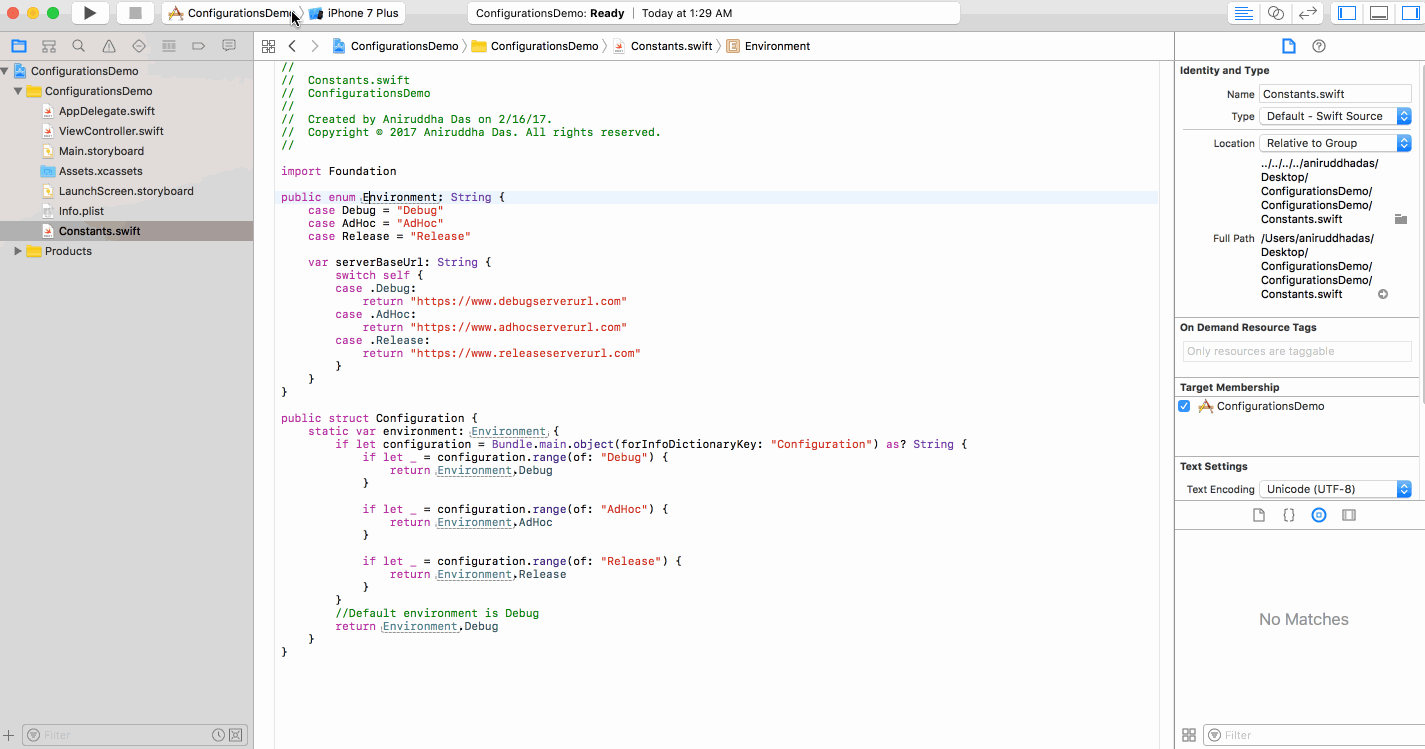 ConfigurationsDemo iPhone 7 Plus
ConfigurationsDemo: Ready Today at 1:29 AM
ConfigurationsDemo ConfigurationsDemo Constants.swift Environment
ConfigurationsDemo
ConfigurationsDemo
AppDelegate.swift
ViewController.swift
Main.storyboard
Assets.xcassets
LaunchScreen.storyboard
Info.plist
Constants.swift
Products
Filter
//
// Constants.swift
// ConfigurationsDemo
//
// Created by Aniruddha Das on 2/16/17.
// Copyright © 2017 Aniruddha Das. All rights reserved.
//
import Foundation
public enum Environment: String {
case Debug = "Debug"
case AdHoc = "AdHoc"
case Release = "Release"
var serverBaseUrl: String {
switch self {
case .Debug:
return "https://www.debugserverurl.com"
case .AdHoc:
return "https://www.adhocserverurl.com"
case .Release:
return "https://www.releaseserverurl.com"
}
}
}
public struct Configuration {
static var environment: Environment {
if let configuration = Bundle.main.object(forInfoDictionaryKey: "Configuration") as? String {
if let _ = configuration.range(of: "Debug") {
return Environment.Debug
}
if let _ = configuration.range(of: "AdHoc") {
return Environment.AdHoc
}
if let _ = configuration.range(of: "Release") {
return Environment.Release
}
}
//Default environment is Debug
return Environment.Debug
}
}
Identity and Type
Name Constants.swift
Type Default - Swift Source
Location Relative to Group
../../../../aniruddhadas/
Desktop/
ConfigurationsDemo/
ConfigurationsDemo/
Constants.swift
Full Path /Users/aniruddhadas/
Desktop/
ConfigurationsDemo/
ConfigurationsDemo/
Constants.swift
On Demand Resource Tags
Only resources are taggable
Target Membership
ConfigurationsDemo
Text Settings
Text Encoding Unicode (UTF-8)
No Matches
Filter